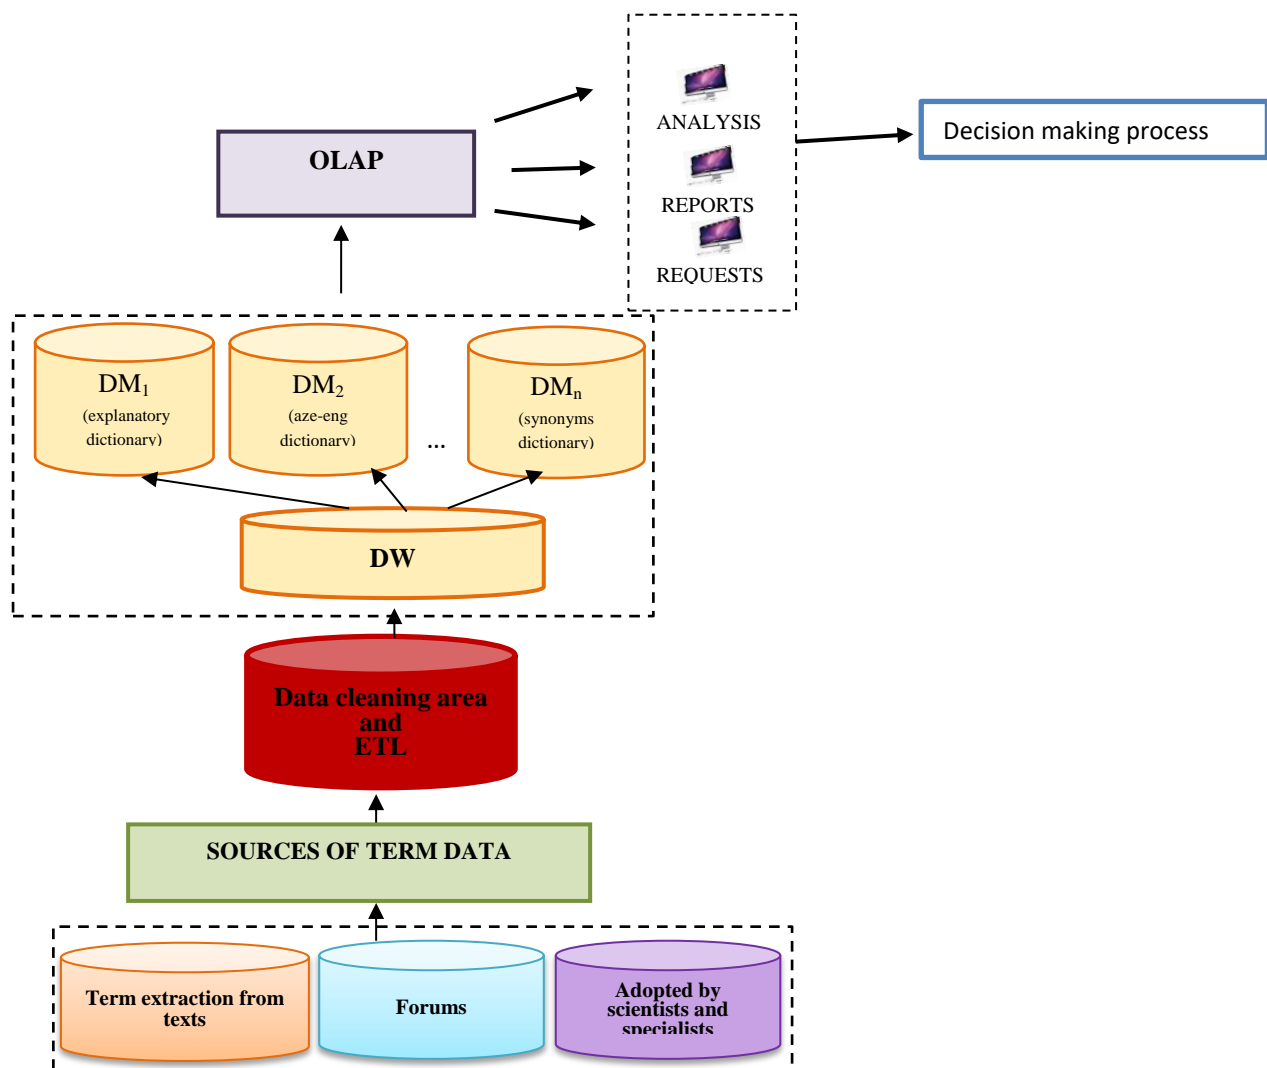 ANALYSIS
Decision making process
OLAP
REPORTS
REQUESTS
DM1
(explanatory
dictionary)
DM2
(aze-eng
dictionary)
...
DMn
(synonyms
dictionary)
DW
Data cleaning area
and
ETL
SOURCES OF TERM DATA
Term extraction from
texts
Forums
Adopted by
scientists and
specialists